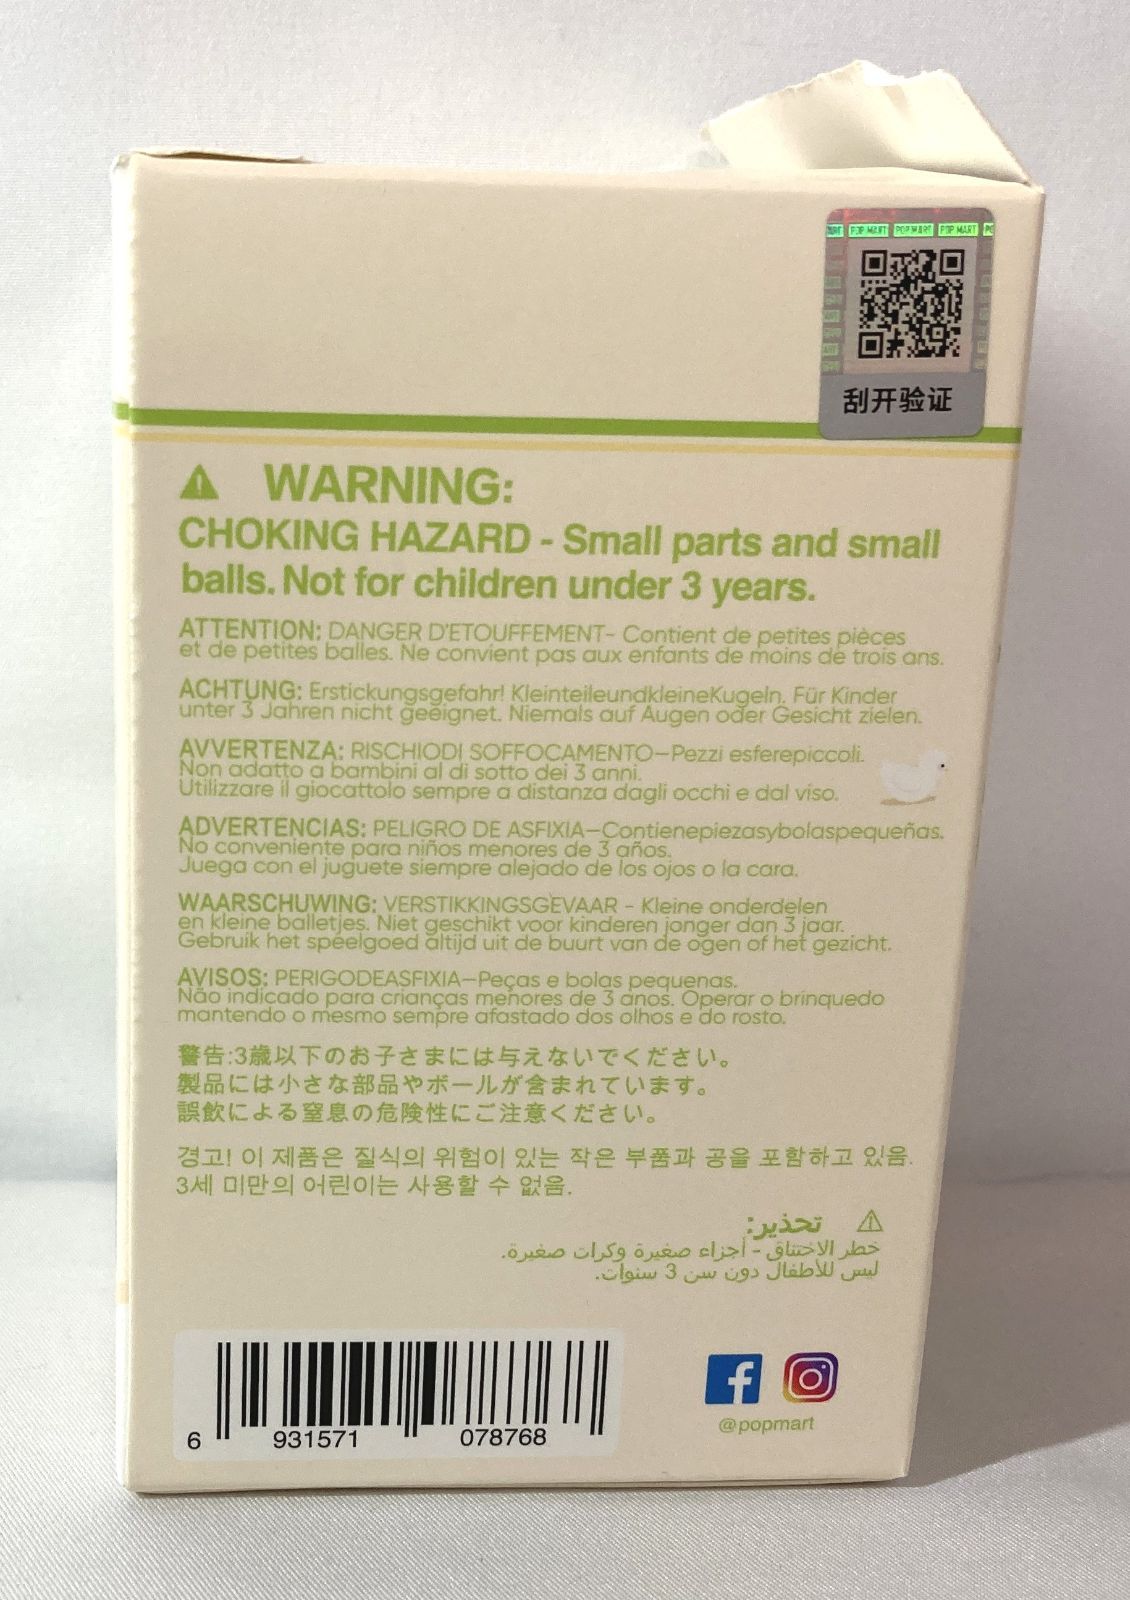 POP MART POP MART POP MART
刮开验证
WARNING:
CHOKING HAZARD - Small parts and small
balls. Not for children under 3 years.
ATTENTION: DANGER D'ETOUFFEMENT- Contient de petites pièces
et de petites balles. Ne convient pas aux enfants de moins de trois ans.
ACHTUNG: Erstickungsgefahr! KleinteileundkleineKugeln. Für Kinder
unter 3 Jahren nicht geeignet. Niemals auf Augen oder Gesicht zielen.
AVVERTENZA: RISCHIODI SOFFOCAMENTO—Pezzi esferepiccoli.
Non adatto a bambini al di sotto dei 3 anni.
Utilizzare il giocattolo sempre a distanza dagli occhi e dal viso.
ADVERTENCIAS: PELIGRO DE ASFIXIA—Contienepiezasybolaspequeñas.
No conveniente para niños menores de 3 años.
Juega con el juguete siempre alejado de los ojos o la cara.
WAARSCHUWING: VERSTIKKINGSGEVAAR - Kleine onderdelen
en kleine balletjes. Niet geschikt voor kinderen jonger dan 3 jaar.
Gebruik het speelgoed altijd uit de buurt van de ogen of het gezicht.
AVISOS: PERIGODEASFIXIA—Peças e bolas pequenas.
Não indicado para crianças menores de 3 anos. Operar o brinquedo
mantendo o mesmo sempre afastado dos olhos e do rosto.
警告:3歳以下のお子さまには与えないでください。
製品には小さな部品やボールが含まれています。
誤飲による窒息の危険性にご注意ください。
경고! 이 제품은 질식의 위험이 있는 작은 부품과 공을 포함하고 있음.
3세 미만의 어린이는 사용할 수 없음.
تحذير:
خطر الاختناق - أجزاء صغيرة وكرات صغيرة.
ليس للأطفال دون سن 3 سنوات.
6 931571 078768
@popmart